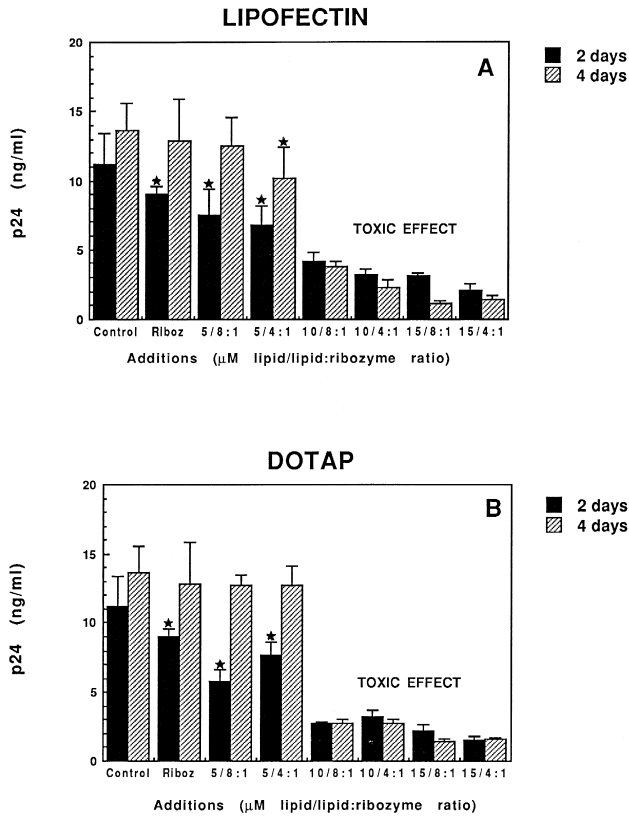 LIPOFECTIN
20
15
10
5
0
p24 (ng/ml)
A
2 days
4 days
★
★
★
★
TOXIC EFFECT
Control Riboz 5/8:1 5/4:1 10/8:1 10/4:1 15/8:1 15/4:1
Additions (μM lipid/lipid:ribozyme ratio)
DOTAP
20
15
10
5
0
p24 (ng/ml)
B
2 days
4 days
★
★
★
TOXIC EFFECT
Control Riboz 5/8:1 5/4:1 10/8:1 10/4:1 15/8:1 15/4:1
Additions (μM lipid/lipid:ribozyme ratio)